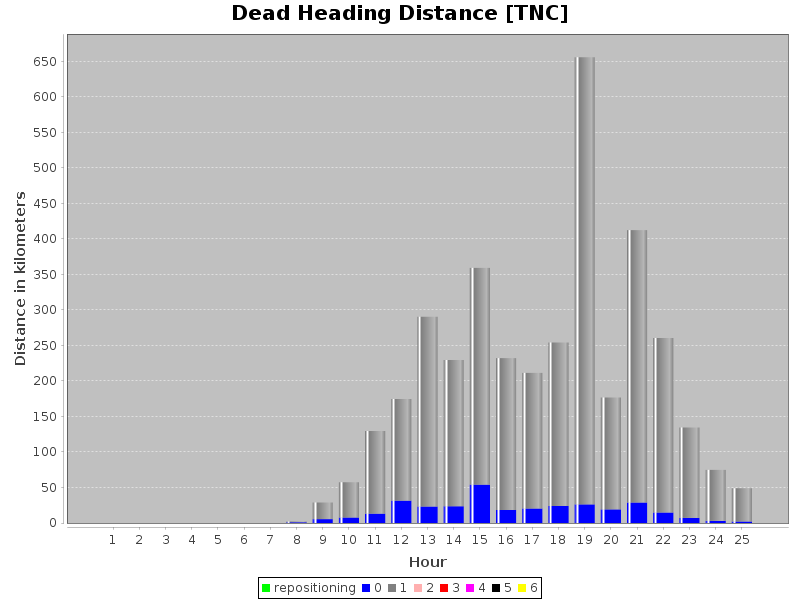 Dead Heading Distance [TNC]
Distance in kilometers
650
600
550
500
450
400
350
300
250
200
150
100
50
0
1 2 3 4 5 6 7 8 9 10 11 12 13 14 15 16 17 18 19 20 21 22 23 24 25
Hour
repositioning 0 1 2 3 4 5 6